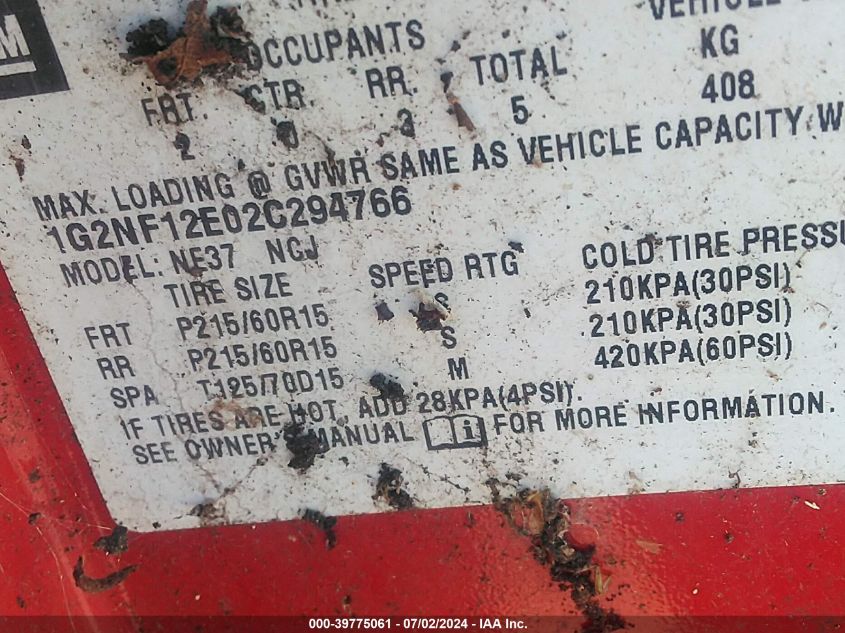 GM
VEHICLE
OCCUPANTS
KG
FRT. CTR. RR. TOTAL
408
2 0 3 5
MAX. LOADING @ GVWR SAME AS VEHICLE CAPACITY W
1G2NF12E02C294766
MODEL: NE37 NGJ
TIRE SIZE SPEED RTG COLD TIRE PRESSU
FRT P215/60R15 S 210KPA(30PSI)
RR P215/60R15 S 210KPA(30PSI)
SPA T125/70D15 M 420KPA(60PSI)
IF TIRES ARE HOT, ADD 28KPA(4PSI).
SEE OWNER'S MANUAL i FOR MORE INFORMATION.
000-39775061 - 07/02/2024 - IAA Inc.